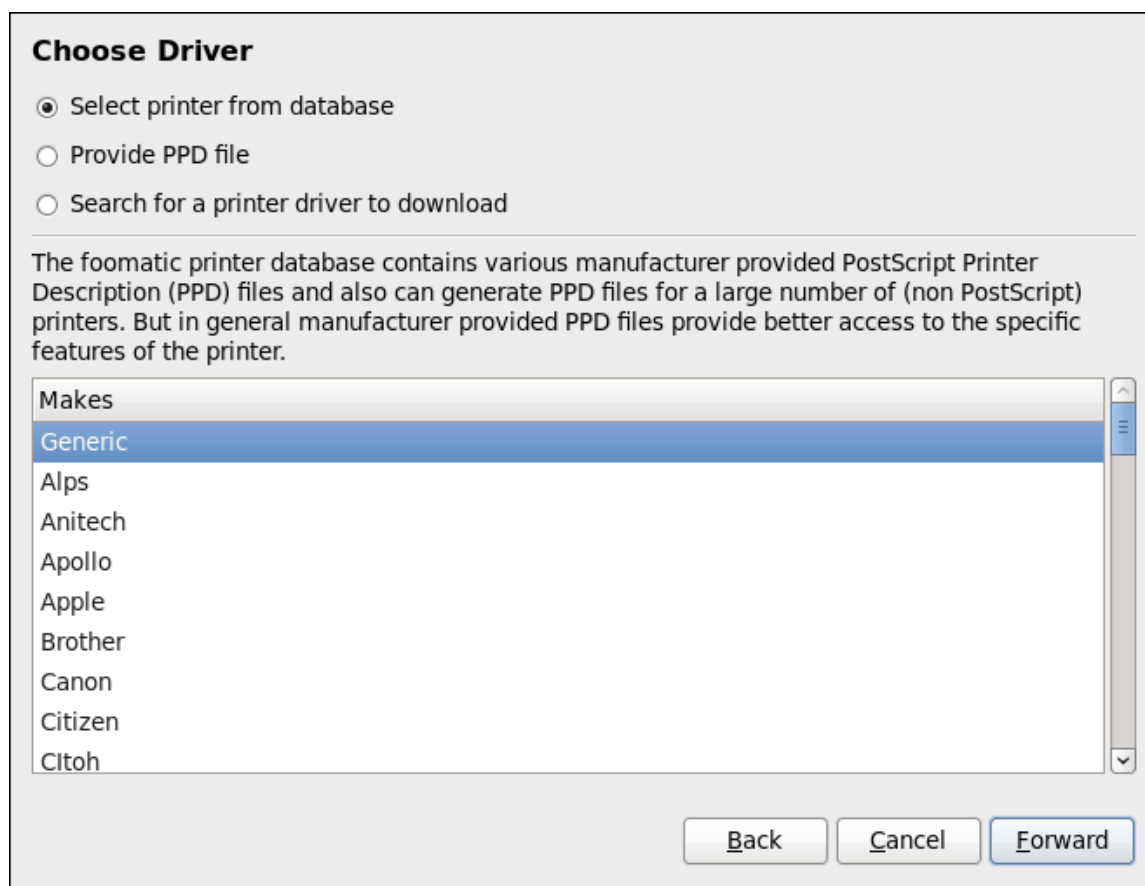 Choose Driver
Select printer from database
Provide PPD file
Search for a printer driver to download
The foomatic printer database contains various manufacturer provided PostScript Printer
Description (PPD) files and also can generate PPD files for a large number of (non PostScript)
printers. But in general manufacturer provided PPD files provide better access to the specific
features of the printer.
Makes
Generic
Alps
Anitech
Apollo
Apple
Brother
Canon
Citizen
CItoh
Back Cancel Forward